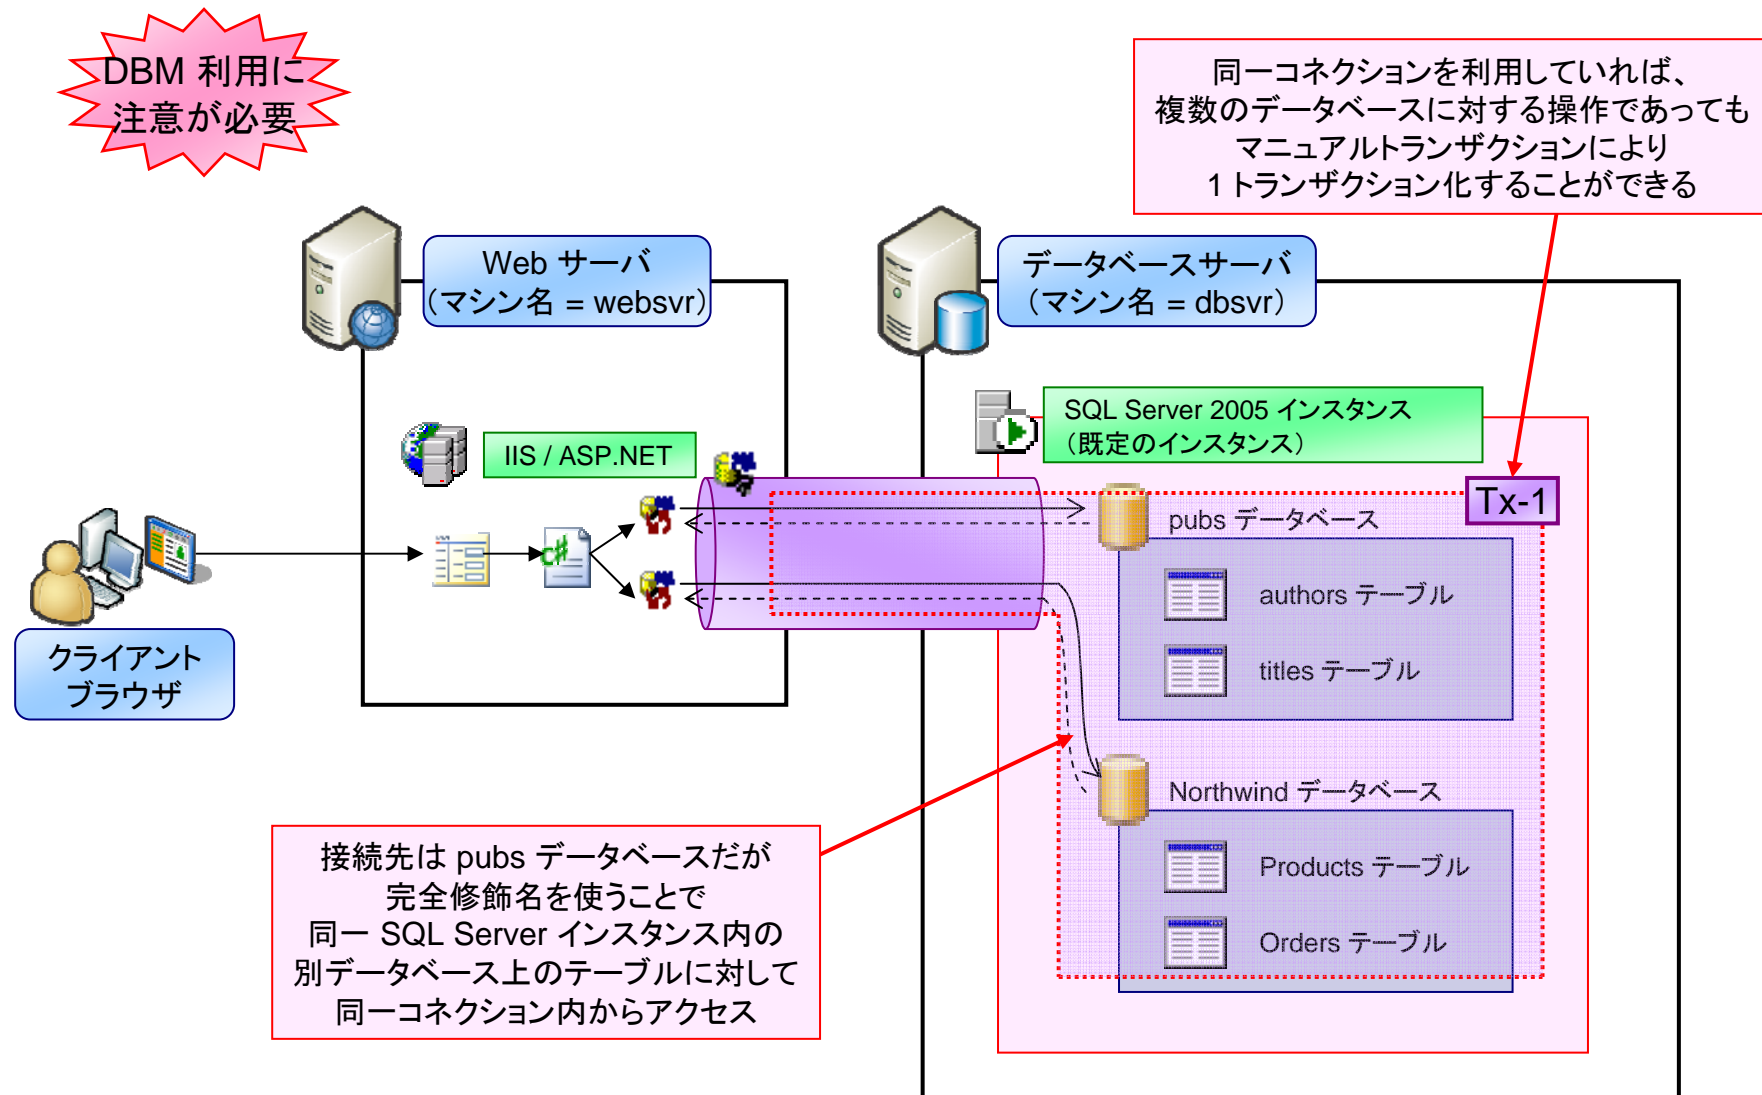 DBM 利用に
注意が必要
同一コネクションを利用していれば、
複数のデータベースに対する操作であっても
マニュアルトランザクションにより
1 トランザクション化することができる
Web サーバ
（マシン名 = websvr）
データベースサーバ
（マシン名 = dbsvr）
SQL Server 2005 インスタンス
（既定のインスタンス）
IIS / ASP.NET
Tx-1
pubs データベース
C#
authors テーブル
titles テーブル
クライアント
ブラウザ
Northwind データベース
Products テーブル
Orders テーブル
接続先は pubs データベースだが
完全修飾名を使うことで
同一 SQL Server インスタンス内の
別データベース上のテーブルに対して
同一コネクション内からアクセス